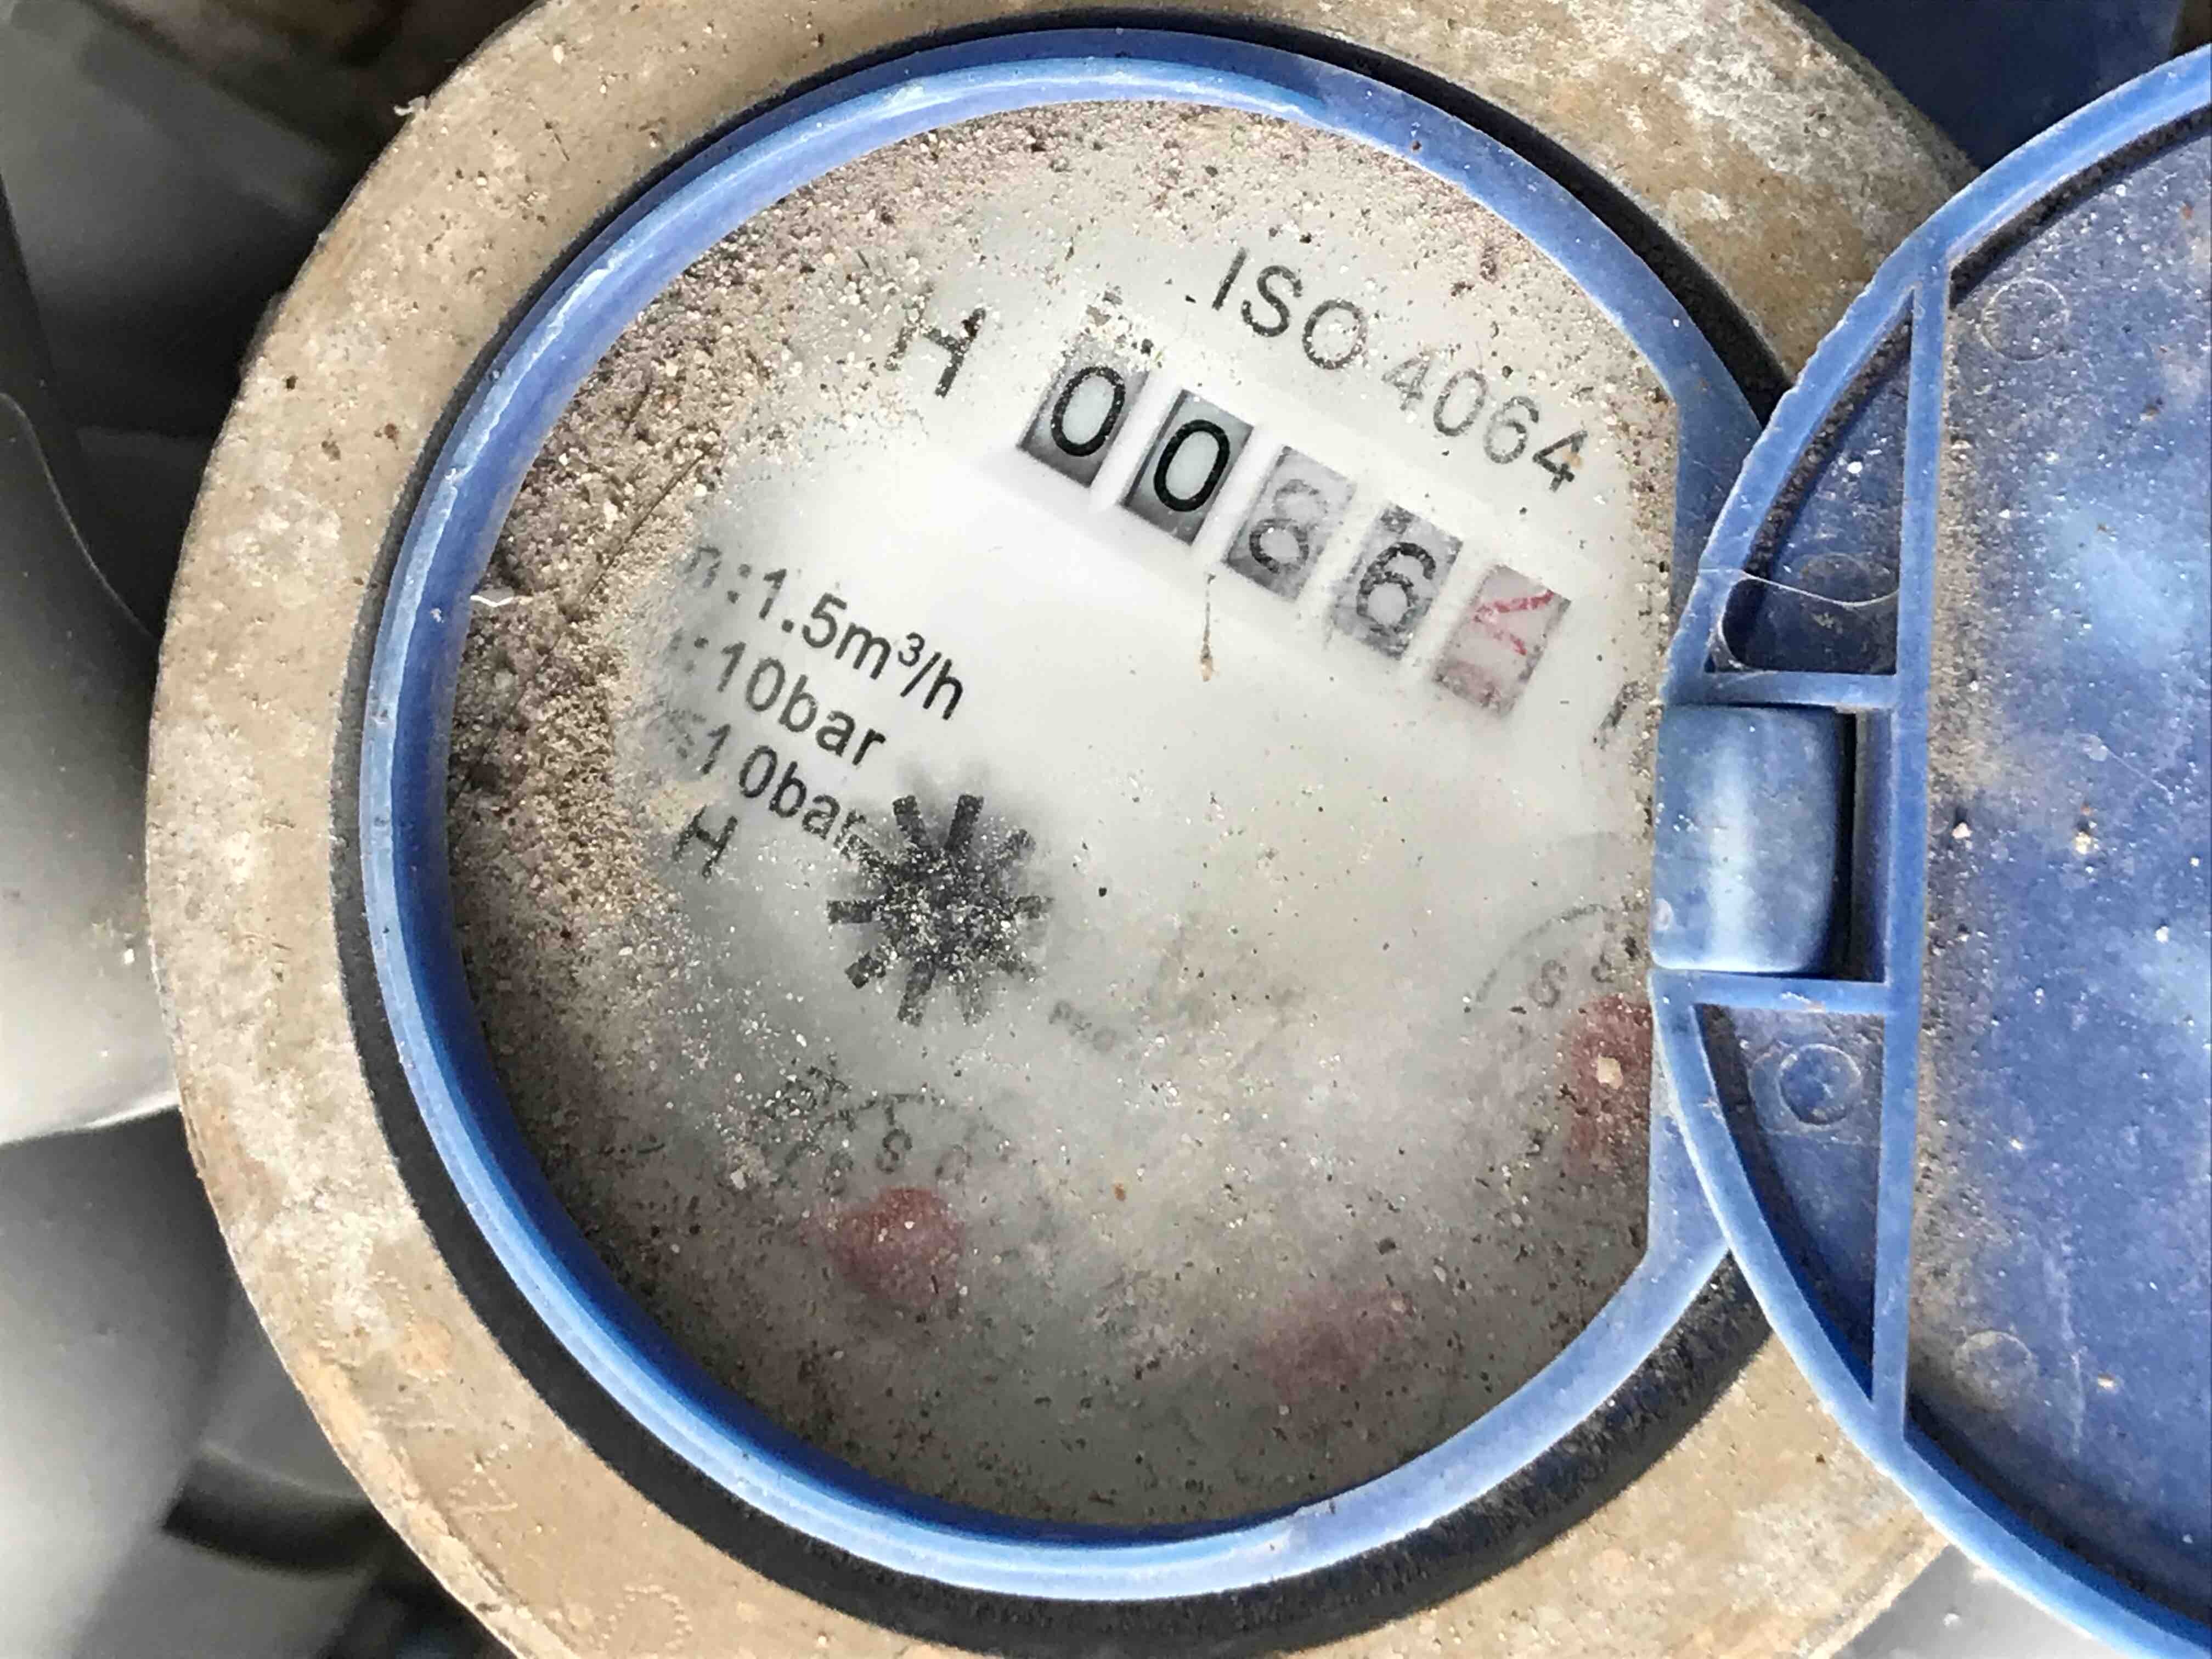 ISO 4064
H
0086
:1.5m³/h
:10bar
≤10bar
H